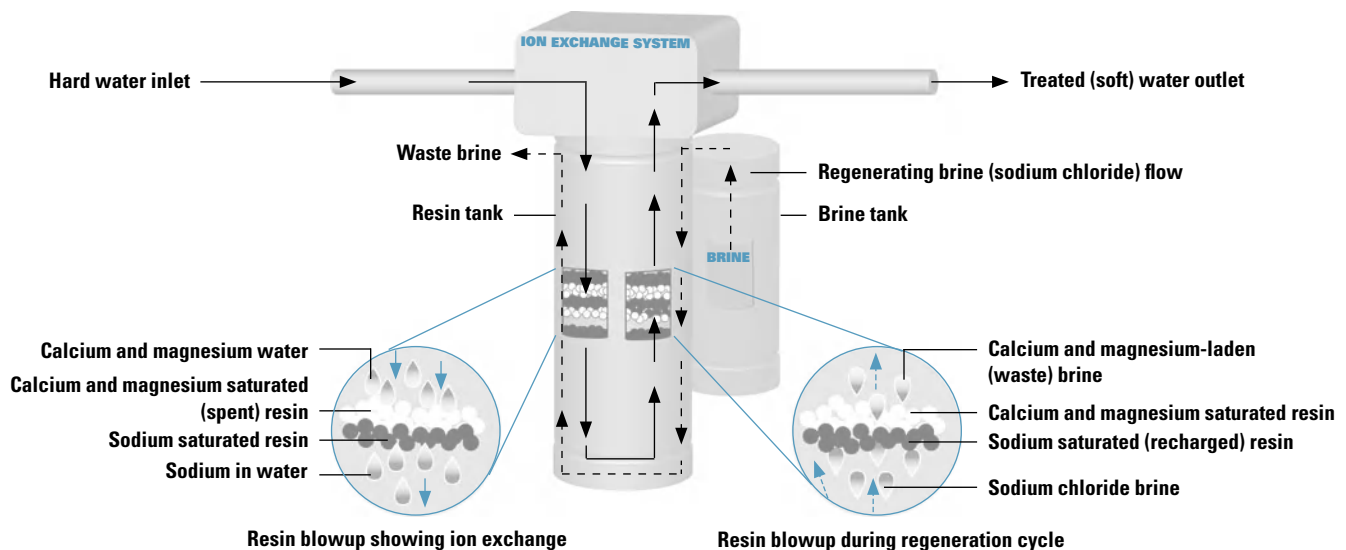 ION EXCHANGE SYSTEM
Hard water inlet
Treated (soft) water outlet
Waste brine
Regenerating brine (sodium chloride) flow
Resin tank
Brine tank
BRINE
Calcium and magnesium water
Calcium and magnesium saturated
(spent) resin
Sodium saturated resin
Sodium in water
Calcium and magnesium-laden
(waste) brine
Calcium and magnesium saturated resin
Sodium saturated (recharged) resin
Sodium chloride brine
Resin blowup showing ion exchange
Resin blowup during regeneration cycle